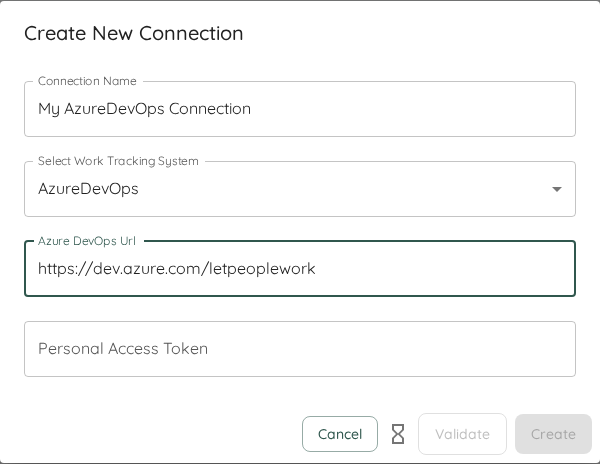 Create New Connection
Connection Name
My AzureDevOps Connection
Select Work Tracking System
AzureDevOps
Azure DevOps Url
https://dev.azure.com/letpeoplework
Personal Access Token
Cancel Validate Create